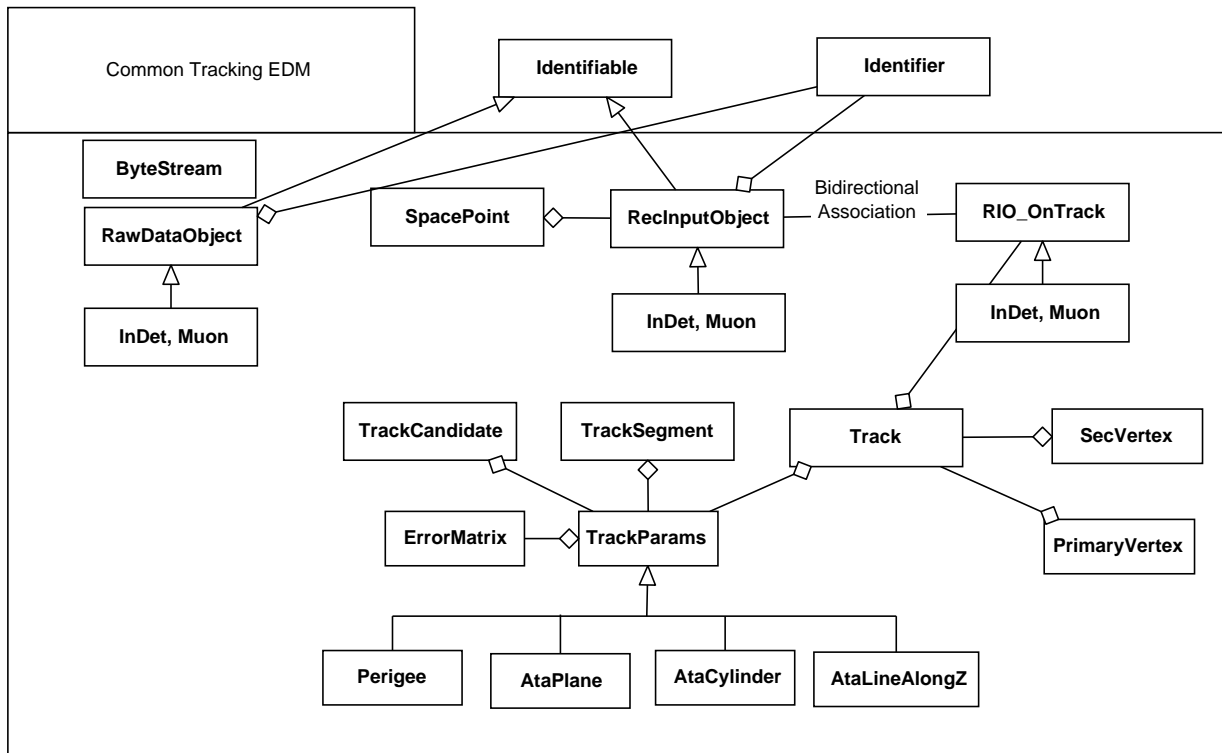 Common Tracking EDM
Identifiable
Identifier
ByteStream
RawDataObject
SpacePoint
RecInputObject
Bidirectional
Association
RIO_OnTrack
InDet, Muon
InDet, Muon
InDet, Muon
TrackCandidate
TrackSegment
Track
SecVertex
ErrorMatrix
TrackParams
PrimaryVertex
Perigee
AtaPlane
AtaCylinder
AtaLineAlongZ